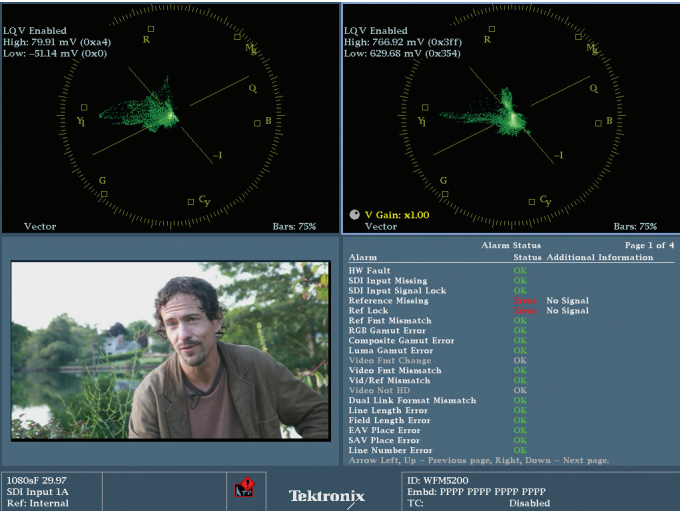 LQV Enabled
High: 79.91 mV (0xa4)
Low: –51.14 mV (0x0)
R
Mg
Q
B
Yl
–I
G
Cy
Vector
Bars: 75%
LQV Enabled
High: 766.92 mV (0x3ff)
Low: 629.68 mV (0x354)
R
Mg
Q
B
Yl
–I
G
Cy
V Gain: x1.00
Vector
Bars: 75%
Alarm Status Page 1 of 4
Alarm Status Additional Information
HW Fault OK
SDI Input Missing OK
SDI Input Signal Lock OK
Reference Missing No Signal
Ref Lock No Signal
Ref Fmt Mismatch OK
RGB Gamut Error OK
Composite Gamut Error OK
Luma Gamut Error OK
Video Fmt Change OK
Video Fmt Mismatch OK
Vid/Ref Mismatch OK
Video Not HD OK
Dual Link Format Mismatch OK
Line Length Error OK
Field Length Error OK
EAV Place Error OK
SAV Place Error OK
Line Number Error OK
Arrow Left, Up – Previous page, Right, Down – Next page.
1080sF 29.97
SDI Input 1A
Ref: Internal
Tektronix
ID: WFM5200
Embd: PPPP PPPP PPPP PPPP
TC: Disabled